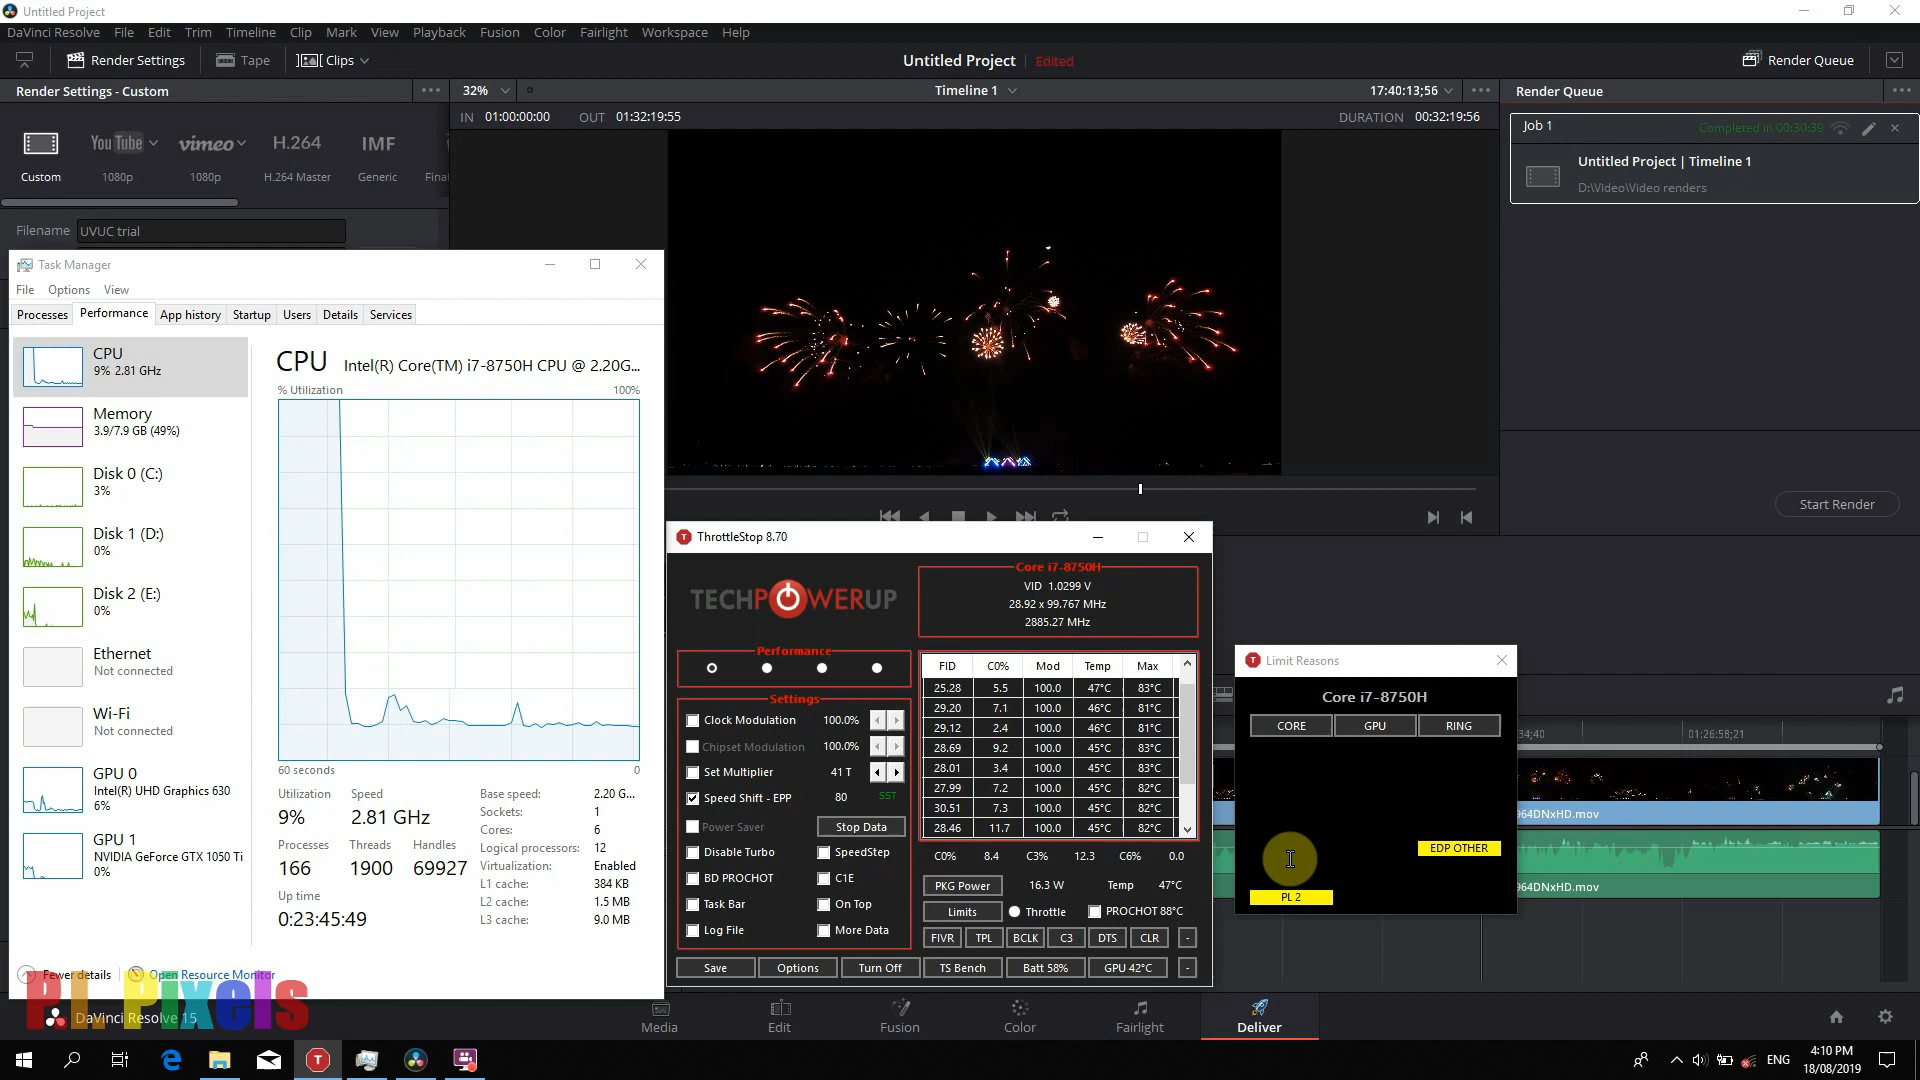 Untitled Project
DaVinci Resolve File Edit Trim Timeline Clip Mark View Playback Fusion Color Fairlight Workspace Help
Render Settings Tape Clips Untitled Project Edited Render Queue
Render Settings - Custom 32% Timeline 1 17:40:13;56 Render Queue
IN 01:00:00:00 OUT 01:32:19:55 DURATION 00:32:19:56
Job 1 Completed in 00:30:39
YouTube vimeo H.264 IMF
Custom 1080p 1080p H.264 Master Generic Final
Untitled Project | Timeline 1
D:\Video\Video renders
Filename UVUC trial
Start Render
Task Manager
File Options View
Processes Performance App history Startup Users Details Services
CPU
9% 2.81 GHz
Memory
3.9/7.9 GB (49%)
Disk 0 (C:)
3%
Disk 1 (D:)
0%
Disk 2 (E:)
0%
Ethernet
Not connected
Wi-Fi
Not connected
GPU 0
Intel(R) UHD Graphics 630
6%
GPU 1
NVIDIA GeForce GTX 1050 Ti
0%
CPU Intel(R) Core(TM) i7-8750H CPU @ 2.20G...
% Utilization 100%
60 seconds 0
Utilization Speed
9% 2.81 GHz
Processes Threads Handles
166 1900 69927
Up time
0:23:45:49
Base speed: 2.20 G...
Sockets: 1
Cores: 6
Logical processors: 12
Virtualization: Enabled
L1 cache: 384 KB
L2 cache: 1.5 MB
L3 cache: 9.0 MB
Fewer details Open Resource Monitor
ThrottleStop 8.70
TECHPOWERUP
Core i7-8750H
VID 1.0299 V
28.92 x 99.767 MHz
2885.27 MHz
Performance
Settings
Clock Modulation 100.0%
Chipset Modulation 100.0%
Set Multiplier 41 T
Speed Shift - EPP 80 SST
Power Saver Stop Data
Disable Turbo SpeedStep
BD PROCHOT C1E
Task Bar On Top
Log File More Data
FID C0% Mod Temp Max
25.28 5.5 100.0 47°C 83°C
29.20 7.1 100.0 46°C 81°C
29.12 2.4 100.0 46°C 81°C
28.69 9.2 100.0 45°C 83°C
28.01 3.4 100.0 45°C 82°C
27.99 7.2 100.0 45°C 82°C
30.51 7.3 100.0 45°C 82°C
28.46 11.7 100.0 45°C 82°C
C0% 8.4 C3% 12.3 C6% 0.0
PKG Power 16.3 W Temp 47°C
Limits Throttle PROCHOT 88°C
FIVR TPL BCLK C3 DTS CLR -
Save Options Turn Off TS Bench Batt 58% GPU 42°C -
Limit Reasons
Core i7-8750H
CORE GPU RING
EDP OTHER
PL 2
34;40 01:26:58;21
964DNxHD.mov
964DNxHD.mov
P.I. Pixels
DaVinci Resolve 15
Media Edit Fusion Color Fairlight Deliver
ENG
4:10 PM
18/08/2019